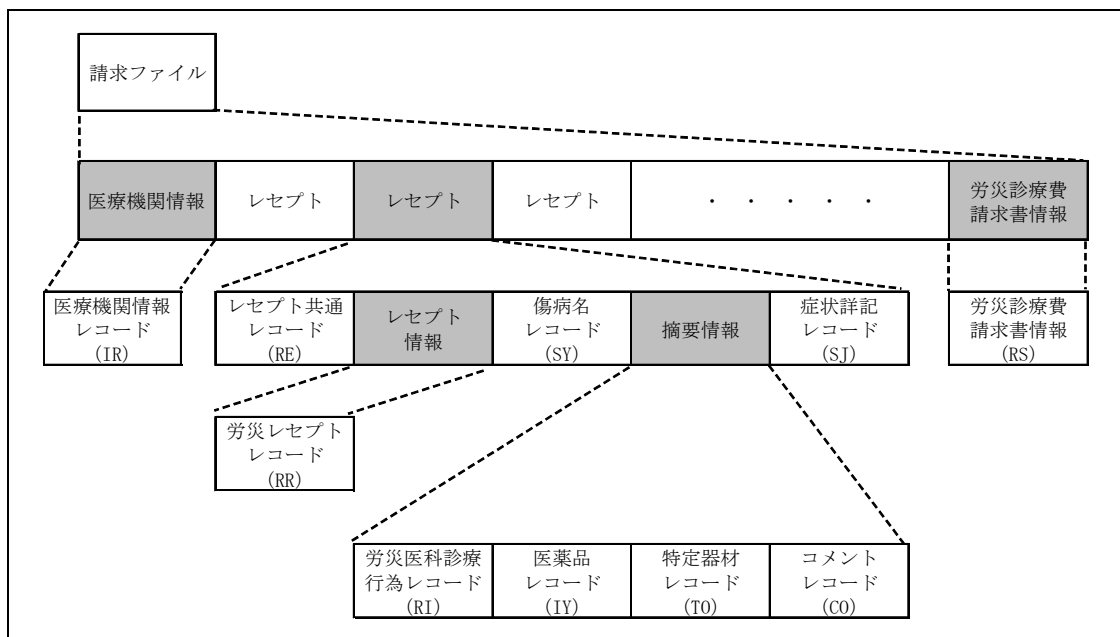 請求ファイル
医療機関情報
レセプト
レセプト
レセプト
・ ・ ・ ・ ・
労災診療費
請求書情報
医療機関情報
レコード
(IR)
レセプト共通
レコード
(RE)
レセプト
情報
傷病名
レコード
(SY)
摘要情報
症状詳記
レコード
(SJ)
労災診療費
請求書情報
(RS)
労災レセプト
レコード
(RR)
労災医科診療
行為レコード
(RI)
医薬品
レコード
(IY)
特定器材
レコード
(TO)
コメント
レコード
(CO)